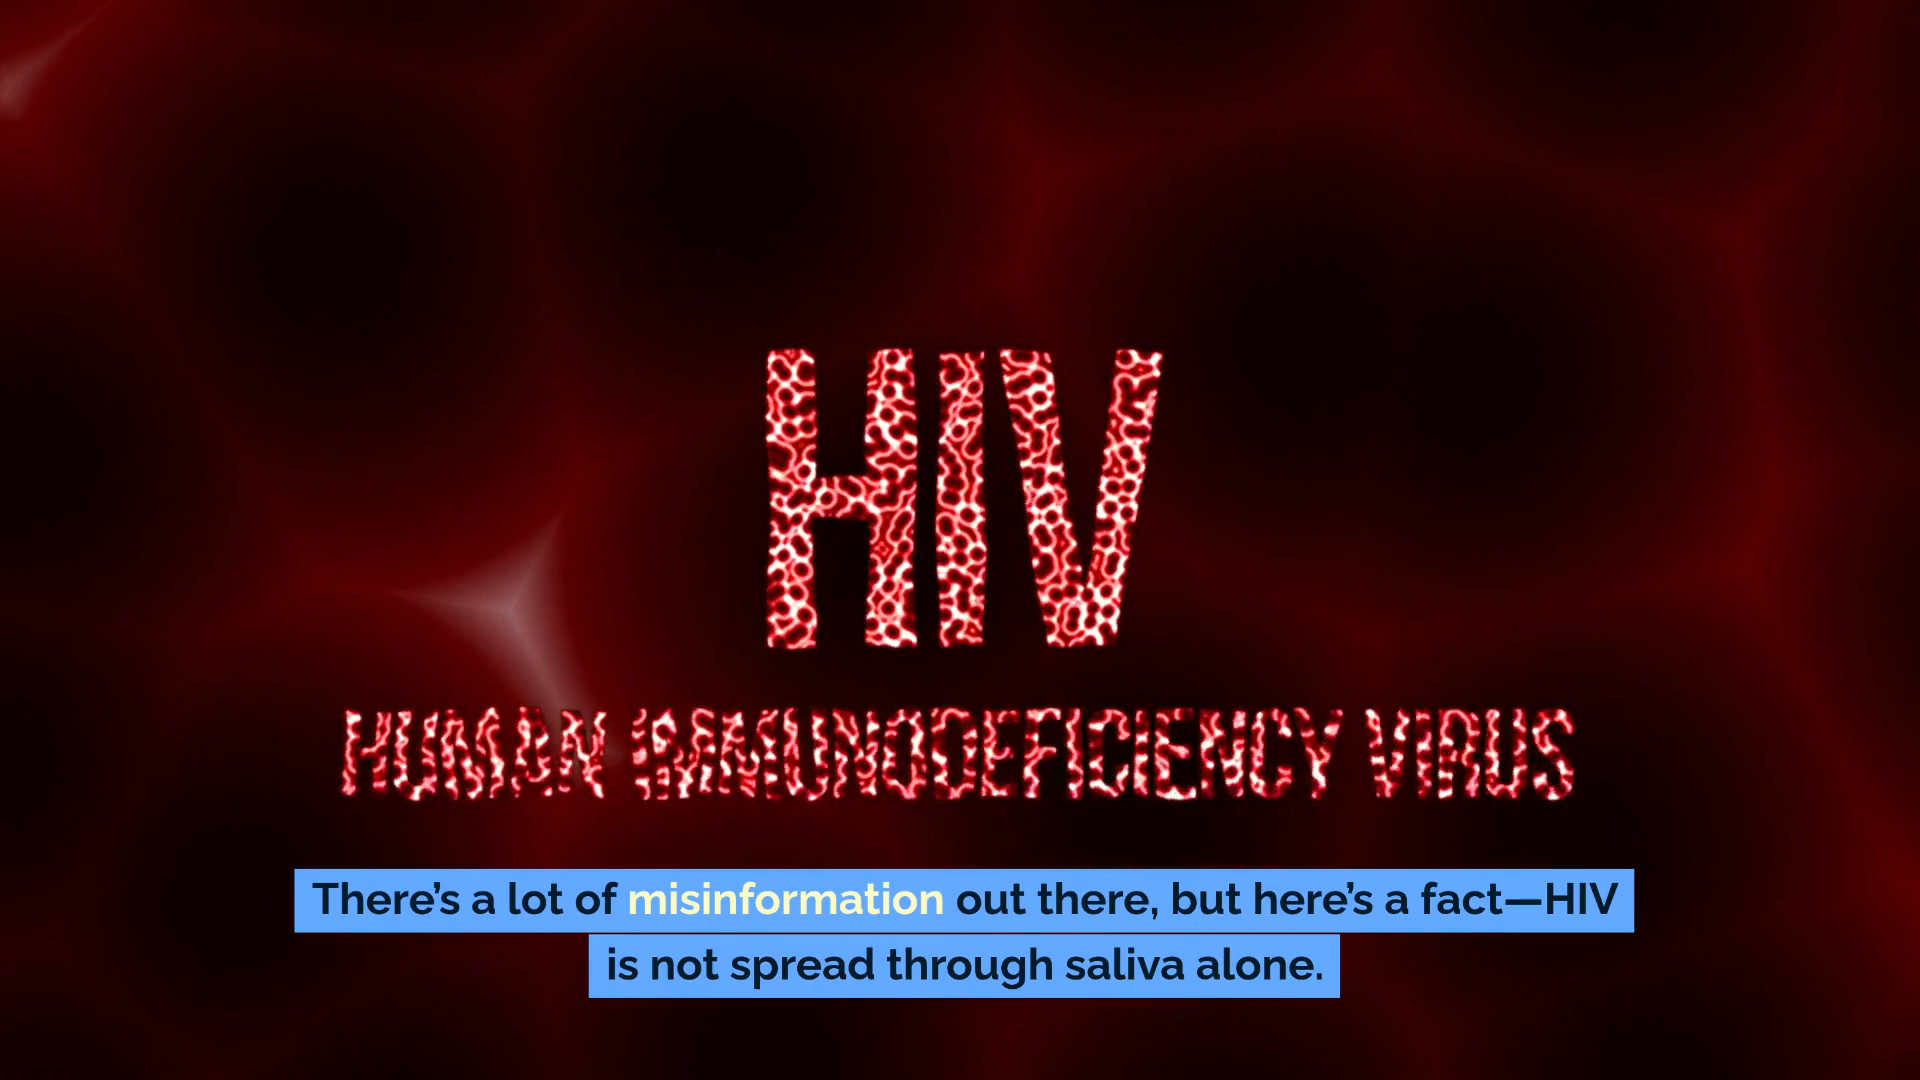 HIV
HUMAN IMMUNODEFICIENCY VIRUS
There’s a lot of misinformation out there, but here’s a fact—HIV
is not spread through saliva alone.